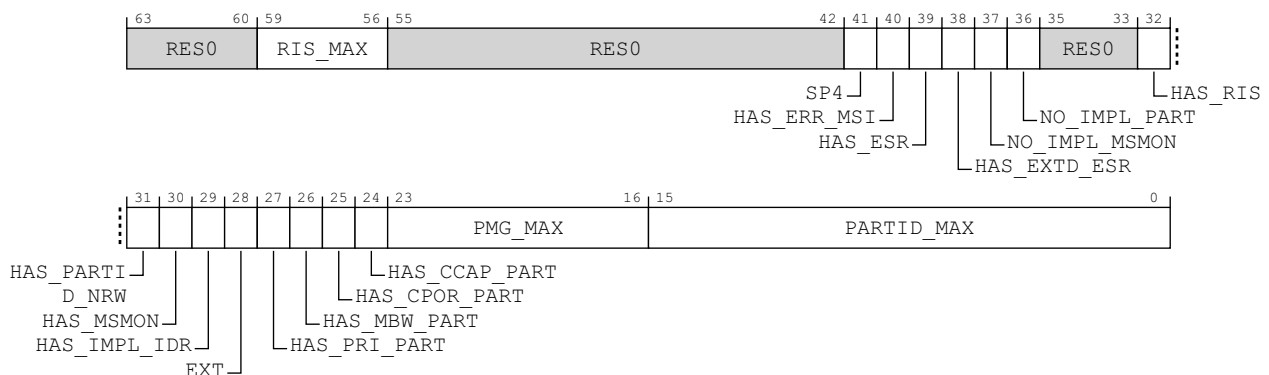 63 60 59 56 55 42 41 40 39 38 37 36 35 33 32
RES0 RIS_MAX RES0 RES0
SP4 HAS_RIS
HAS_ERR_MSI NO_IMPL_PART
HAS_ESR NO_IMPL_MSMON
HAS_EXTD_ESR
31 30 29 28 27 26 25 24 23 16 15 0
PMG_MAX PARTID_MAX
HAS_PARTI HAS_CCAP_PART
D_NRW HAS_CPOR_PART
HAS_MSMON HAS_MBW_PART
HAS_IMPL_IDR HAS_PRI_PART
EXT